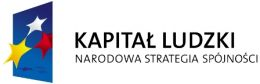 KAPITAŁ LUDZKI
NARODOWA STRATEGIA SPÓJNOŚCI